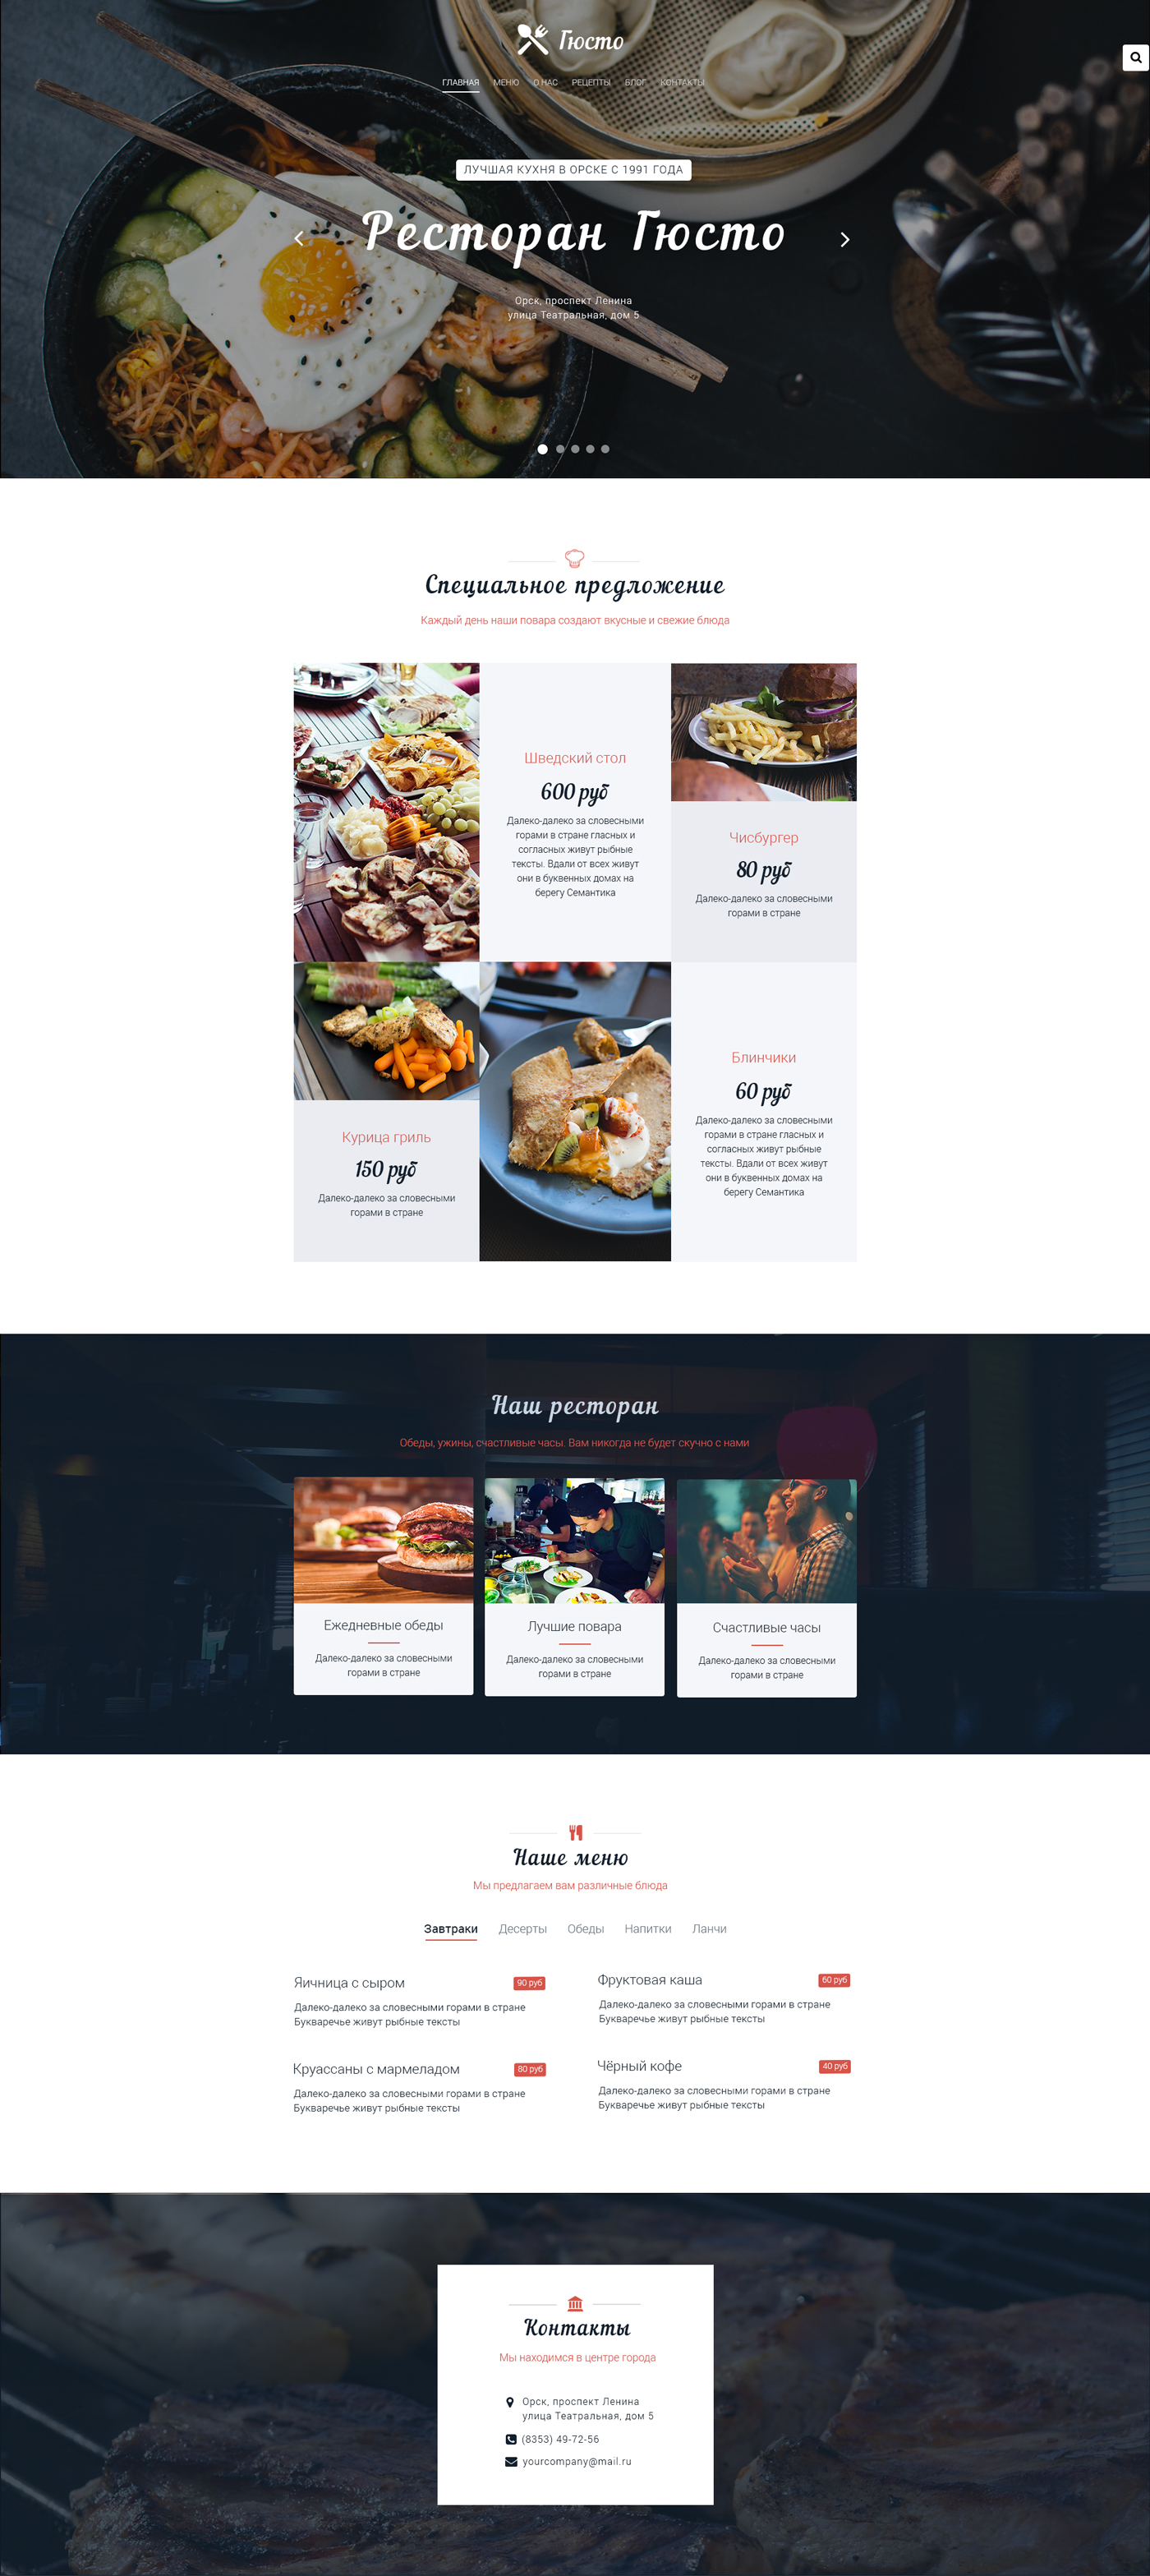 Гюсто
ГЛАВНАЯ МЕНЮ О НАС РЕЦЕПТЫ БЛОГ КОНТАКТЫ
ЛУЧШАЯ КУХНЯ В ОРСКЕ С 1991 ГОДА
Ресторан Гюсто
Орск, проспект Ленина
улица Театральная, дом 5
Специальное предложение
Каждый день наши повара создают вкусные и свежие блюда
Шведский стол
600 руб
Далеко-далеко за словесными
горами в стране гласных и
согласных живут рыбные
тексты. Вдали от всех живут
они в буквенных домах на
берегу Семантика
Чисбургер
80 руб
Далеко-далеко за словесными
горами в стране
Курица гриль
150 руб
Далеко-далеко за словесными
горами в стране
Блинчики
60 руб
Далеко-далеко за словесными
горами в стране гласных и
согласных живут рыбные
тексты. Вдали от всех живут
они в буквенных домах на
берегу Семантика
Наш ресторан
Обеды, ужины, счастливые часы. Вам никогда не будет скучно с нами
Ежедневные обеды
Далеко-далеко за словесными
горами в стране
Лучшие повара
Далеко-далеко за словесными
горами в стране
Счастливые часы
Далеко-далеко за словесными
горами в стране
Наше меню
Мы предлагаем вам различные блюда
Завтраки Десерты Обеды Напитки Ланчи
Яичница с сыром 90 руб
Далеко-далеко за словесными горами в стране
Букваречье живут рыбные тексты
Фруктовая каша 60 руб
Далеко-далеко за словесными горами в стране
Букваречье живут рыбные тексты
Круассаны с мармеладом 80 руб
Далеко-далеко за словесными горами в стране
Букваречье живут рыбные тексты
Чёрный кофе 40 руб
Далеко-далеко за словесными горами в стране
Букваречье живут рыбные тексты
Контакты
Мы находимся в центре города
Орск, проспект Ленина
улица Театральная, дом 5
(8353) 49-72-56
yourcompany@mail.ru